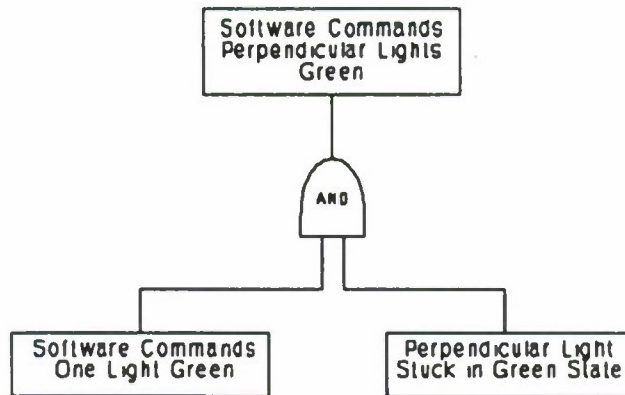 Software Commands
Perpendicular Lights
Green
AND
Software Commands
One Light Green
Perpendicular Light
Stuck in Green State